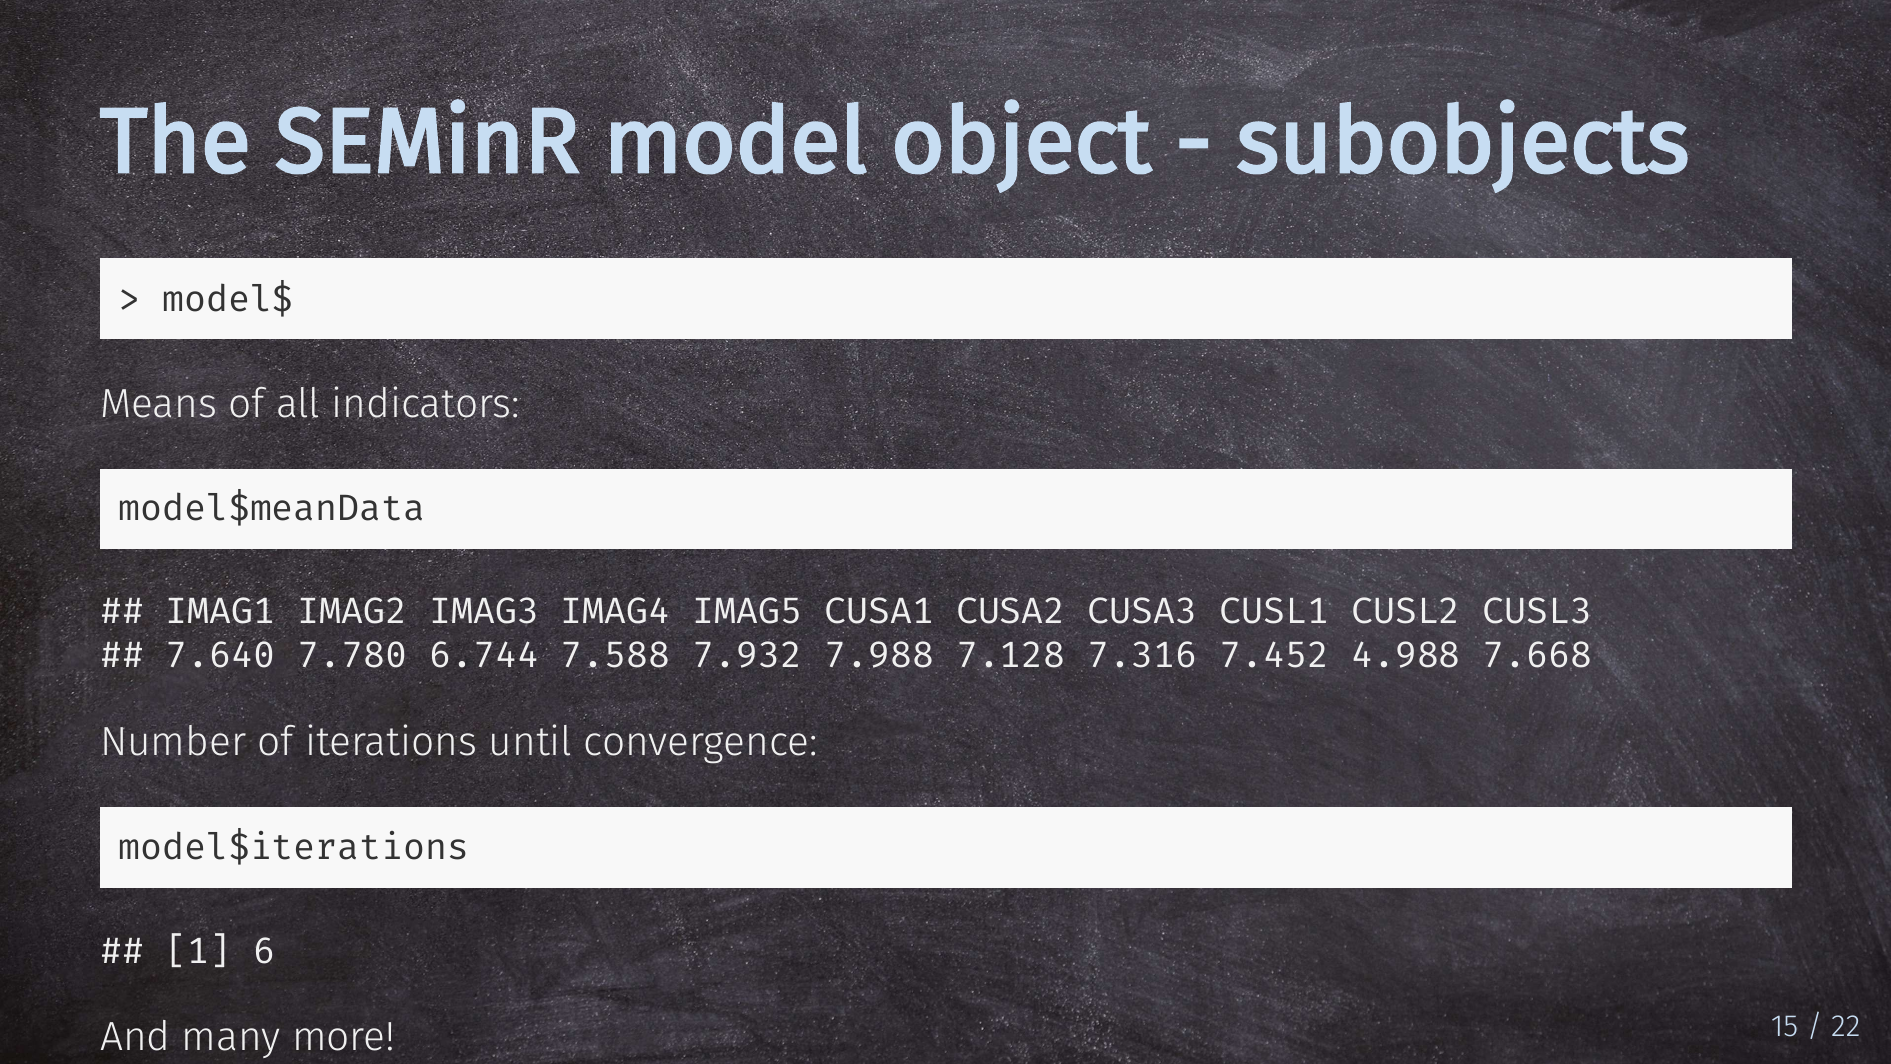 The SEMinR model object - subobjects
> model$
Means of all indicators:
model$meanData
## IMAG1 IMAG2 IMAG3 IMAG4 IMAG5 CUSA1 CUSA2 CUSA3 CUSL1 CUSL2 CUSL3
## 7.640 7.780 6.744 7.588 7.932 7.988 7.128 7.316 7.452 4.988 7.668
Number of iterations until convergence:
model$iterations
## [1] 6
And many more!
15 / 22